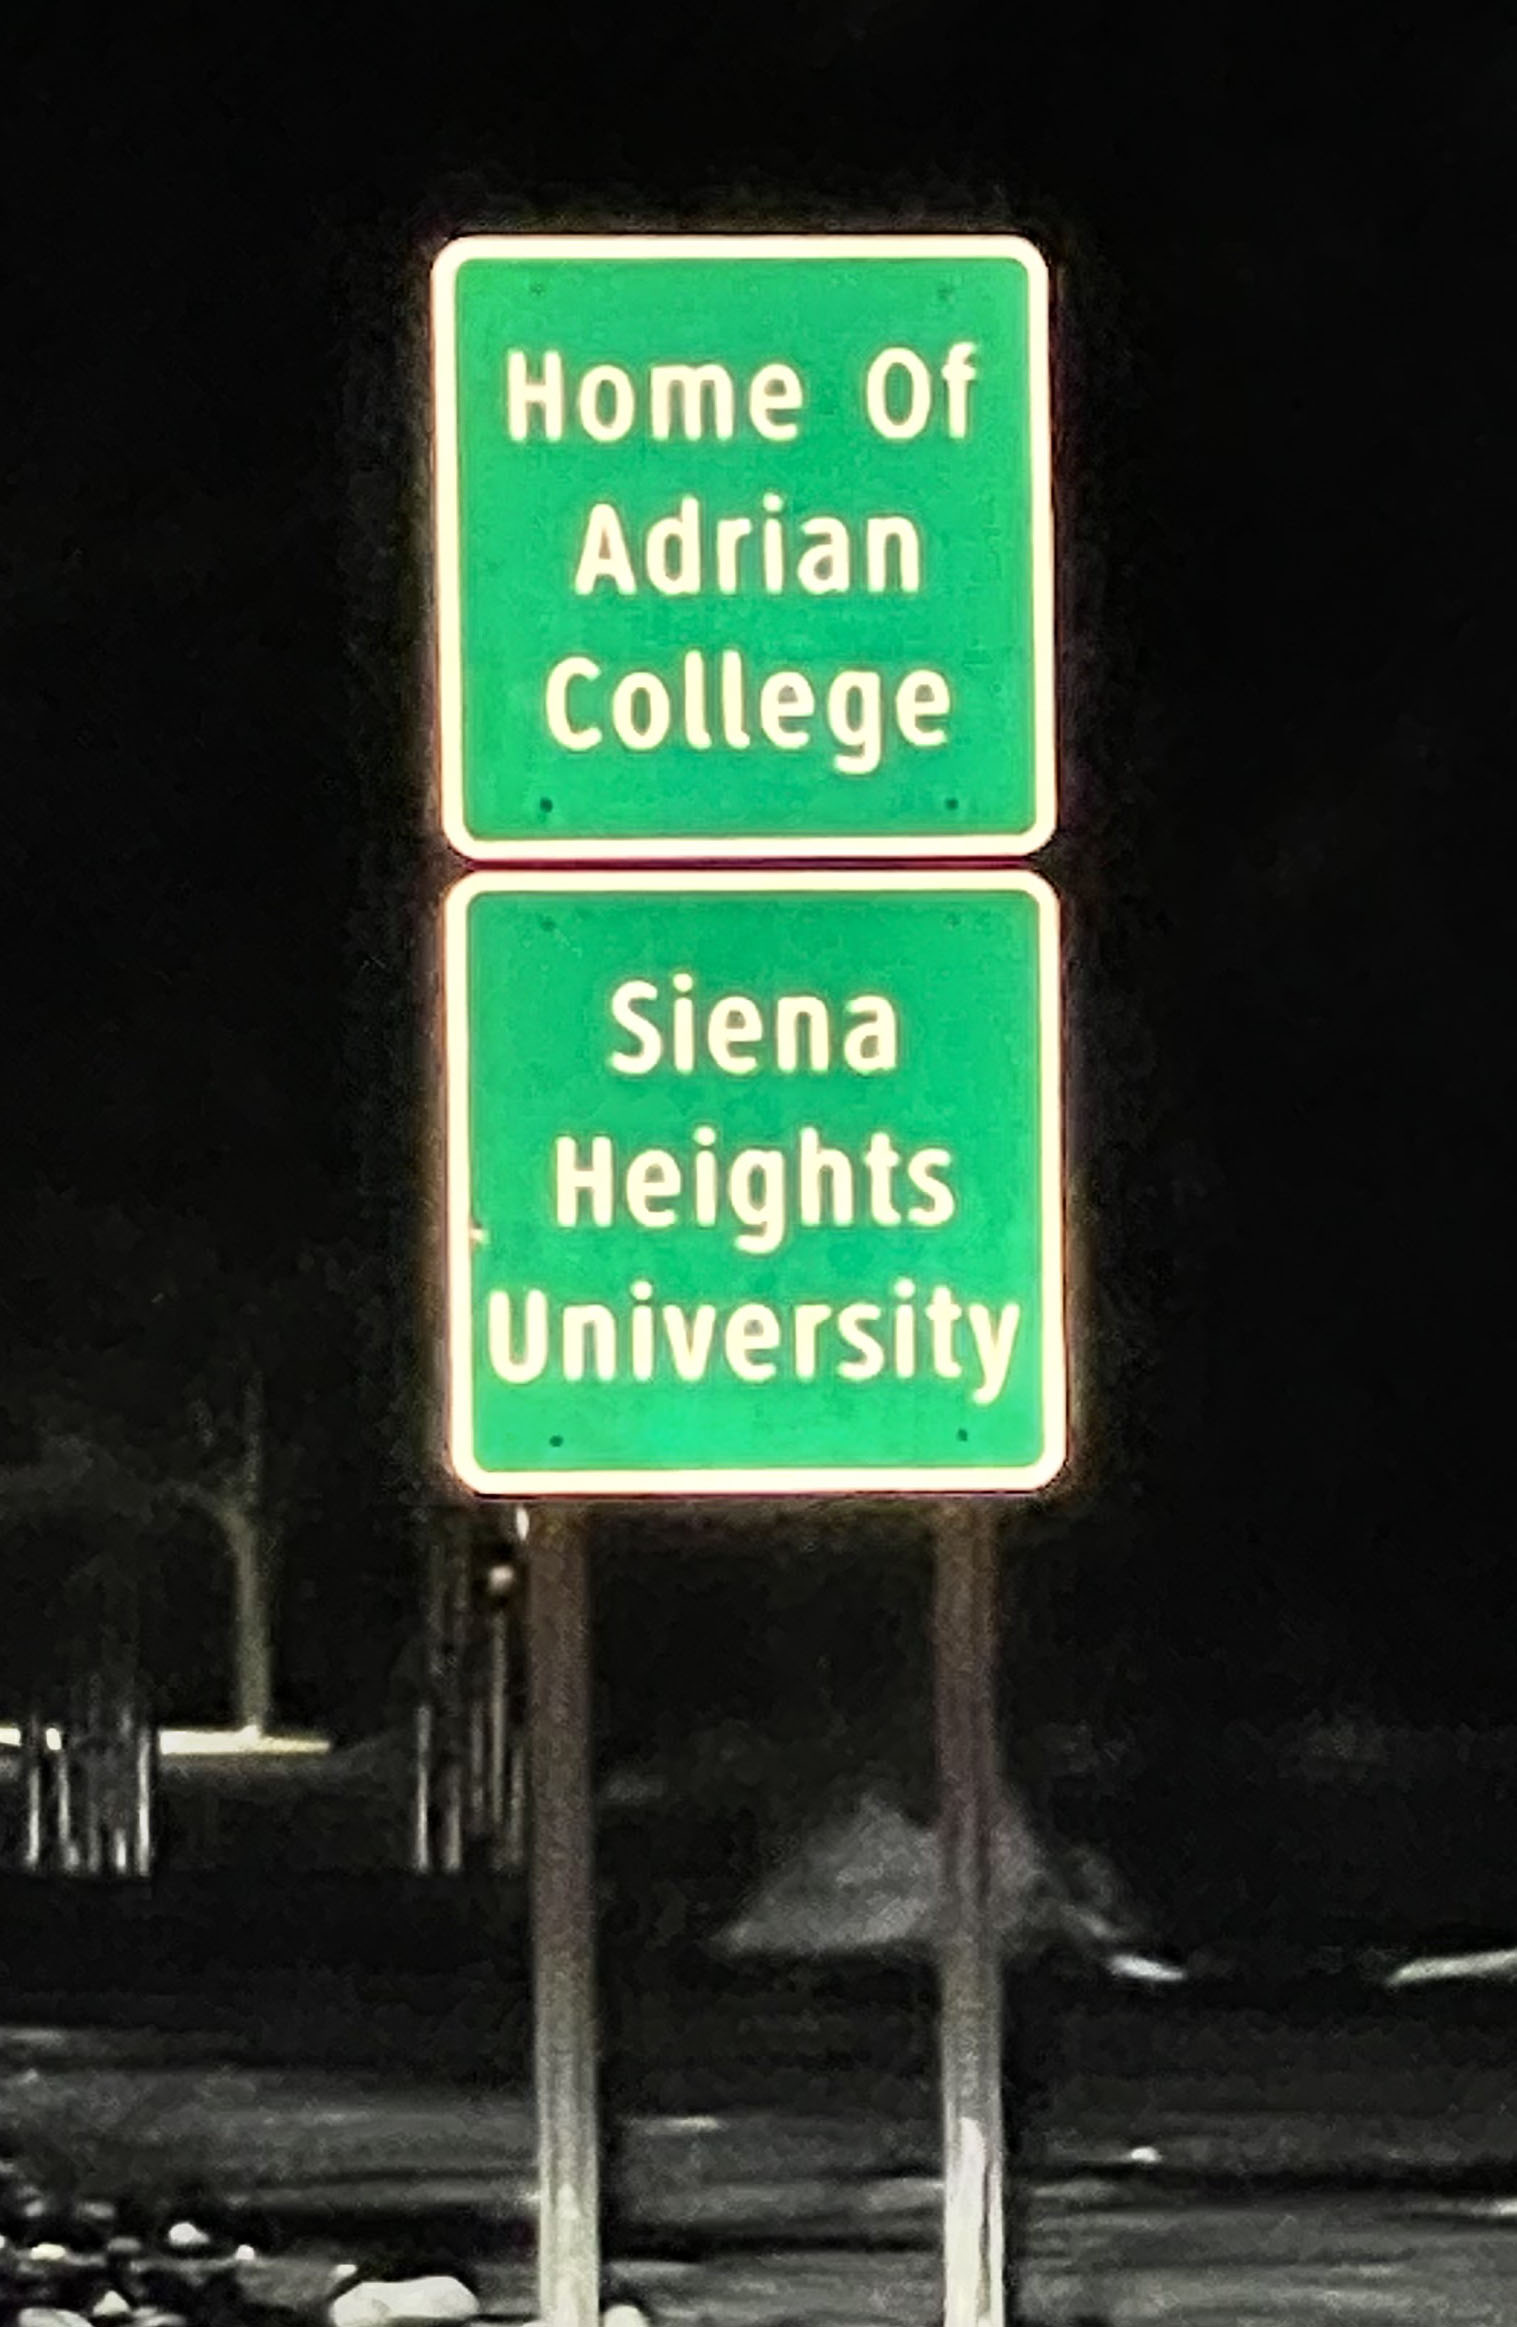 Home Of
Adrian
College
Siena
Heights
University